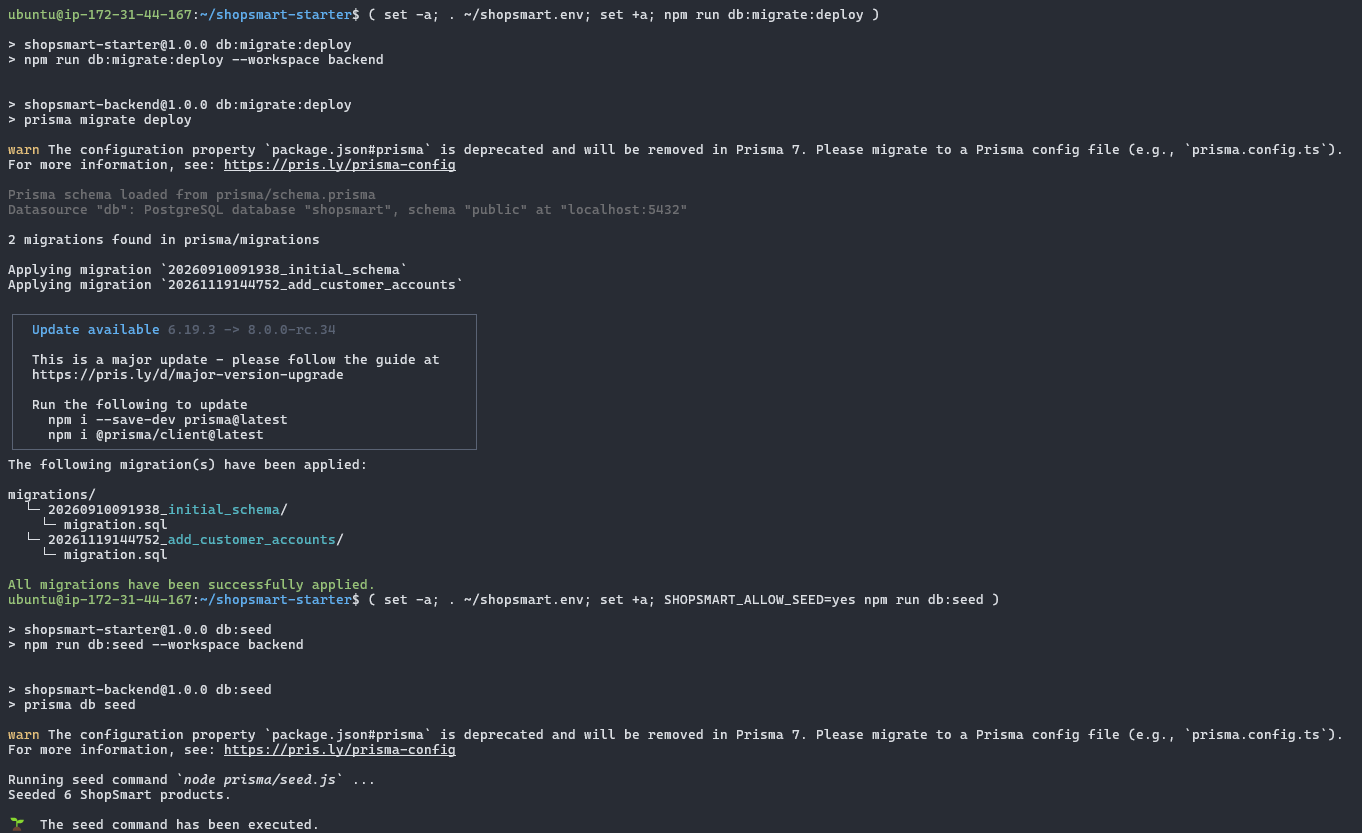 ubuntu@ip-172-31-44-167:~/shopsmart-starter$ ( set -a; . ~/shopsmart.env; set +a; npm run db:migrate:deploy )
> shopsmart-starter@1.0.0 db:migrate:deploy
> npm run db:migrate:deploy --workspace backend
> shopsmart-backend@1.0.0 db:migrate:deploy
> prisma migrate deploy
warn The configuration property `package.json#prisma` is deprecated and will be removed in Prisma 7. Please migrate to a Prisma config file (e.g., `prisma.config.ts`).
For more information, see: https://pris.ly/prisma-config
Prisma schema loaded from prisma/schema.prisma
Datasource "db": PostgreSQL database "shopsmart", schema "public" at "localhost:5432"
2 migrations found in prisma/migrations
Applying migration `20260910091938_initial_schema`
Applying migration `20261119144752_add_customer_accounts`
Update available 6.19.3 -> 8.0.0-rc.34
This is a major update - please follow the guide at
https://pris.ly/d/major-version-upgrade
Run the following to update
npm i --save-dev prisma@latest
npm i @prisma/client@latest
The following migration(s) have been applied:
migrations/
└─ 20260910091938_initial_schema/
└─ migration.sql
└─ 20261119144752_add_customer_accounts/
└─ migration.sql
All migrations have been successfully applied.
ubuntu@ip-172-31-44-167:~/shopsmart-starter$ ( set -a; . ~/shopsmart.env; set +a; SHOPSMART_ALLOW_SEED=yes npm run db:seed )
> shopsmart-starter@1.0.0 db:seed
> npm run db:seed --workspace backend
> shopsmart-backend@1.0.0 db:seed
> prisma db seed
warn The configuration property `package.json#prisma` is deprecated and will be removed in Prisma 7. Please migrate to a Prisma config file (e.g., `prisma.config.ts`).
For more information, see: https://pris.ly/prisma-config
Running seed command `node prisma/seed.js` ...
Seeded 6 ShopSmart products.
🌱 The seed command has been executed.